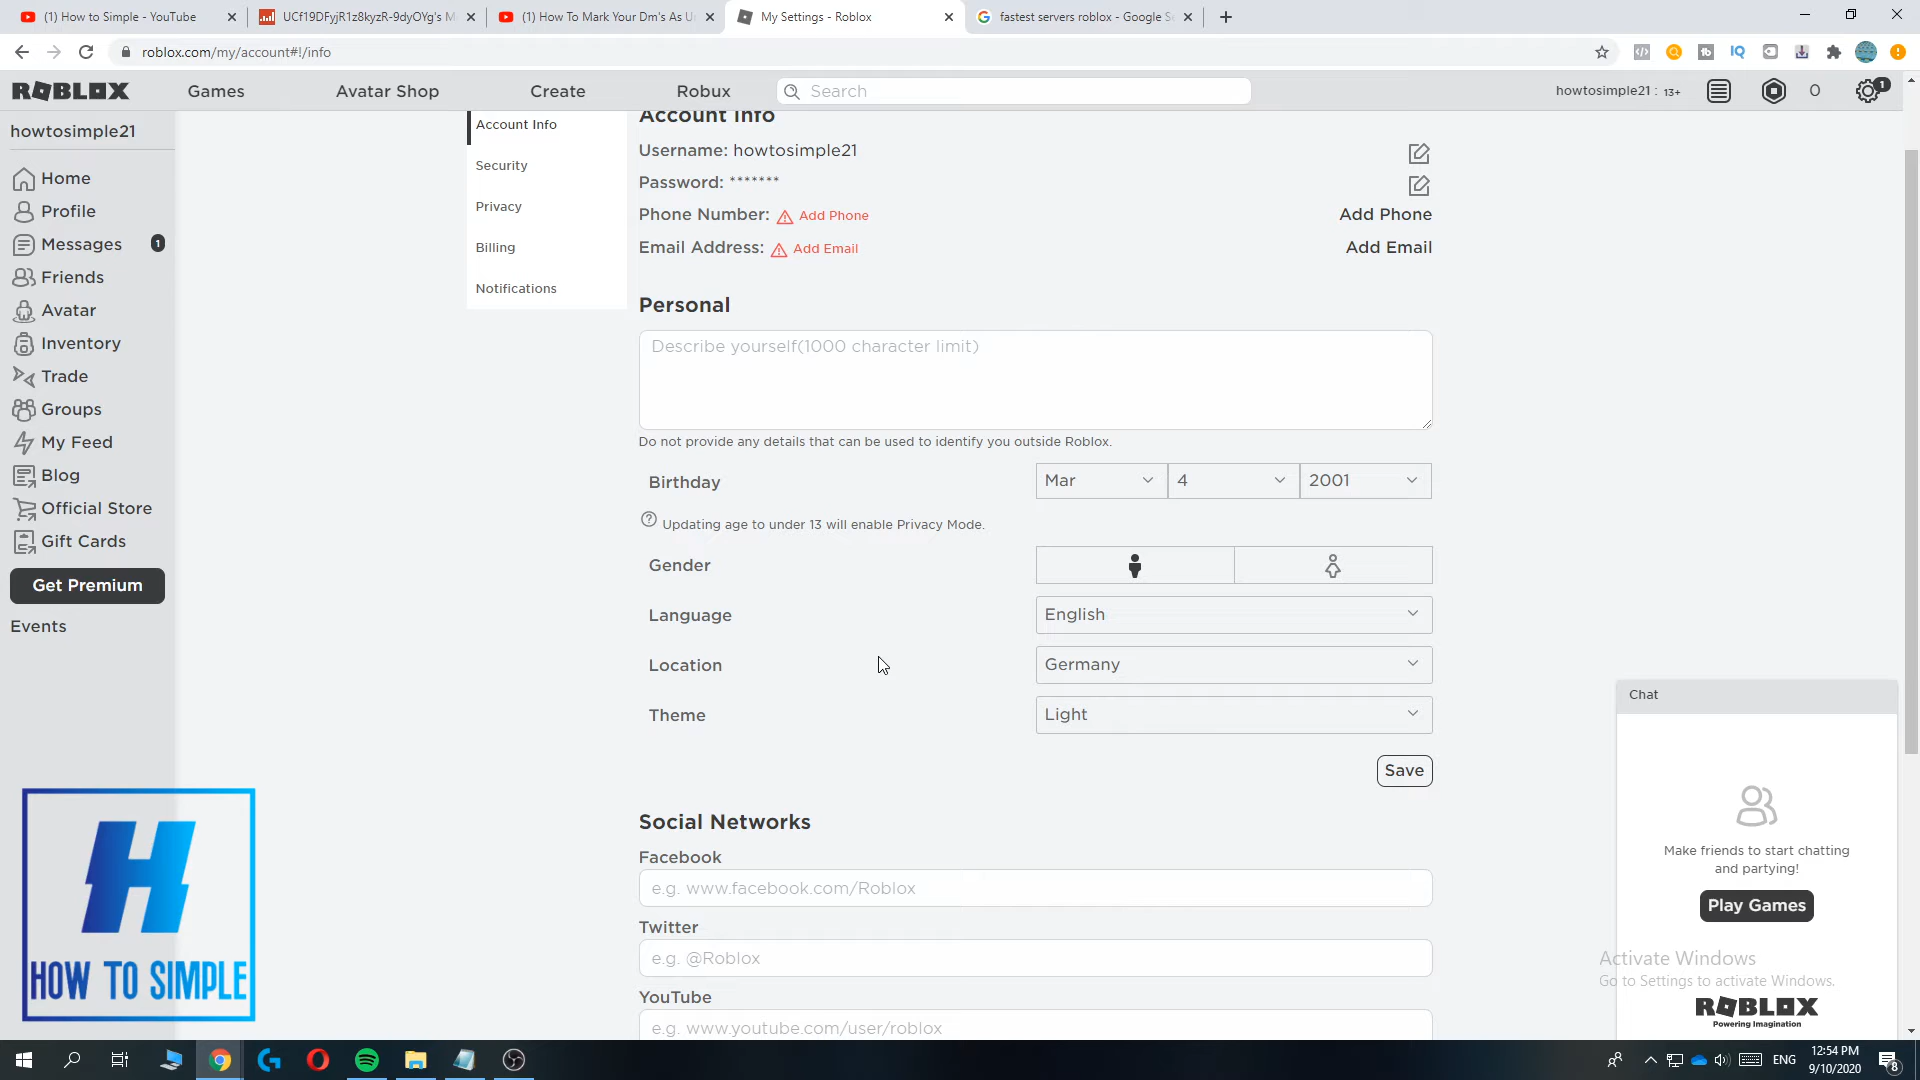 (1) How to Simple - YouTube
UCf19DFyjR1z8kyzR-9dyOYg's M
(1) How To Mark Your Dm's As U
My Settings - Roblox
fastest servers roblox - Google S
roblox.com/my/account#!/info
ROBLOX
Games
Avatar Shop
Create
Robux
Search
howtosimple21 : 13+
0
1
howtosimple21
Home
Profile
Messages
1
Friends
Avatar
Inventory
Trade
Groups
My Feed
Blog
Official Store
Gift Cards
Get Premium
Events
Account Info
Security
Privacy
Billing
Notifications
Account Info
Username: howtosimple21
Password: *******
Phone Number: Add Phone
Add Phone
Email Address: Add Email
Add Email
Personal
Describe yourself(1000 character limit)
Do not provide any details that can be used to identify you outside Roblox.
Birthday
Mar
4
2001
Updating age to under 13 will enable Privacy Mode.
Gender
Language
English
Location
Germany
Theme
Light
Save
Social Networks
Facebook
e.g. www.facebook.com/Roblox
Twitter
e.g. @Roblox
YouTube
e.g. www.youtube.com/user/roblox
Chat
Make friends to start chatting
and partying!
Play Games
Activate Windows
Go to Settings to activate Windows.
ROBLOX
Powering Imagination
H
HOW TO SIMPLE
ENG
12:54 PM
9/10/2020
8